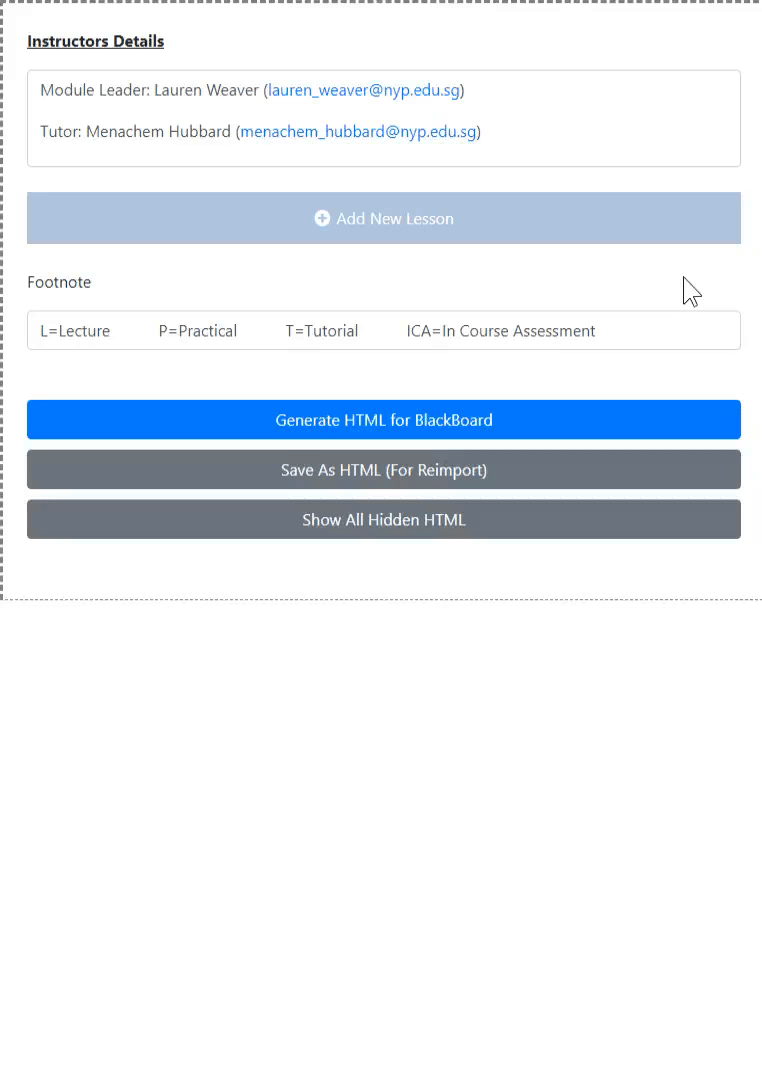 Instructors Details
Module Leader: Lauren Weaver (lauren_weaver@nyp.edu.sg)
Tutor: Menachem Hubbard (menachem_hubbard@nyp.edu.sg)
Add New Lesson
Footnote
L=Lecture P=Practical T=Tutorial ICA=In Course Assessment
Generate HTML for BlackBoard
Save As HTML (For Reimport)
Show All Hidden HTML